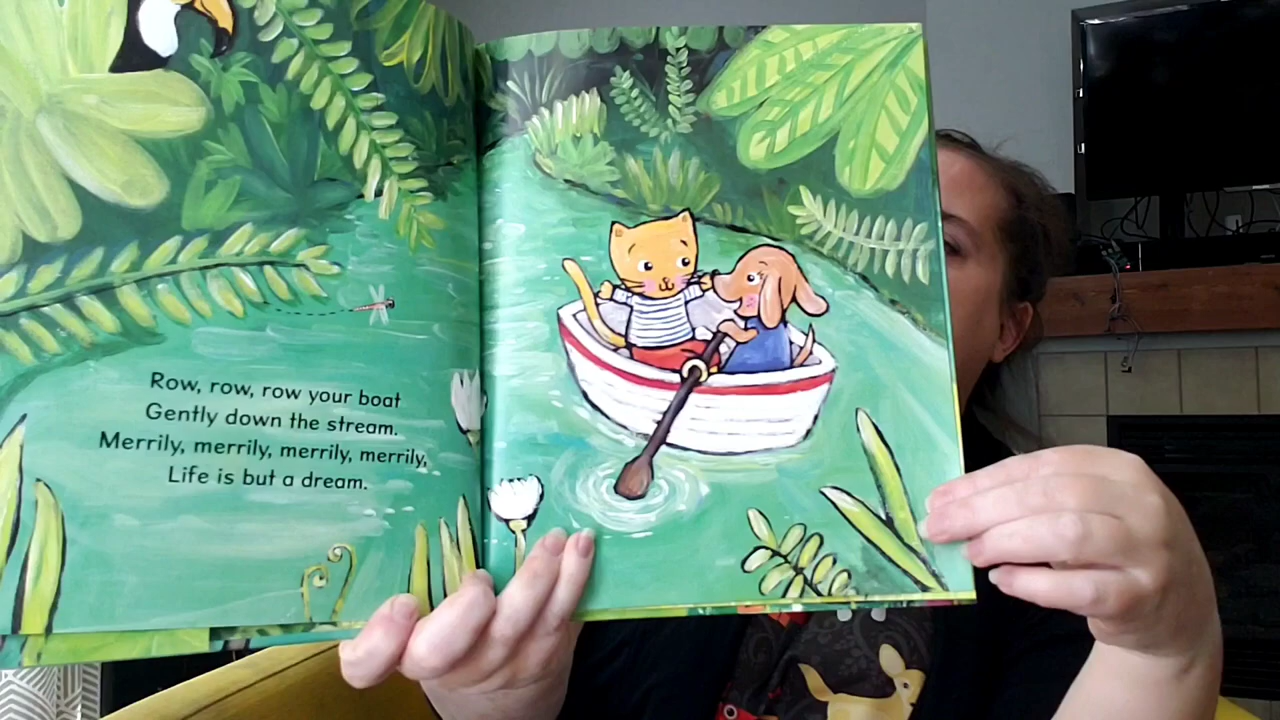 Row, row, row your boat
Gently down the stream.
Merrily, merrily, merrily, merrily,
Life is but a dream.